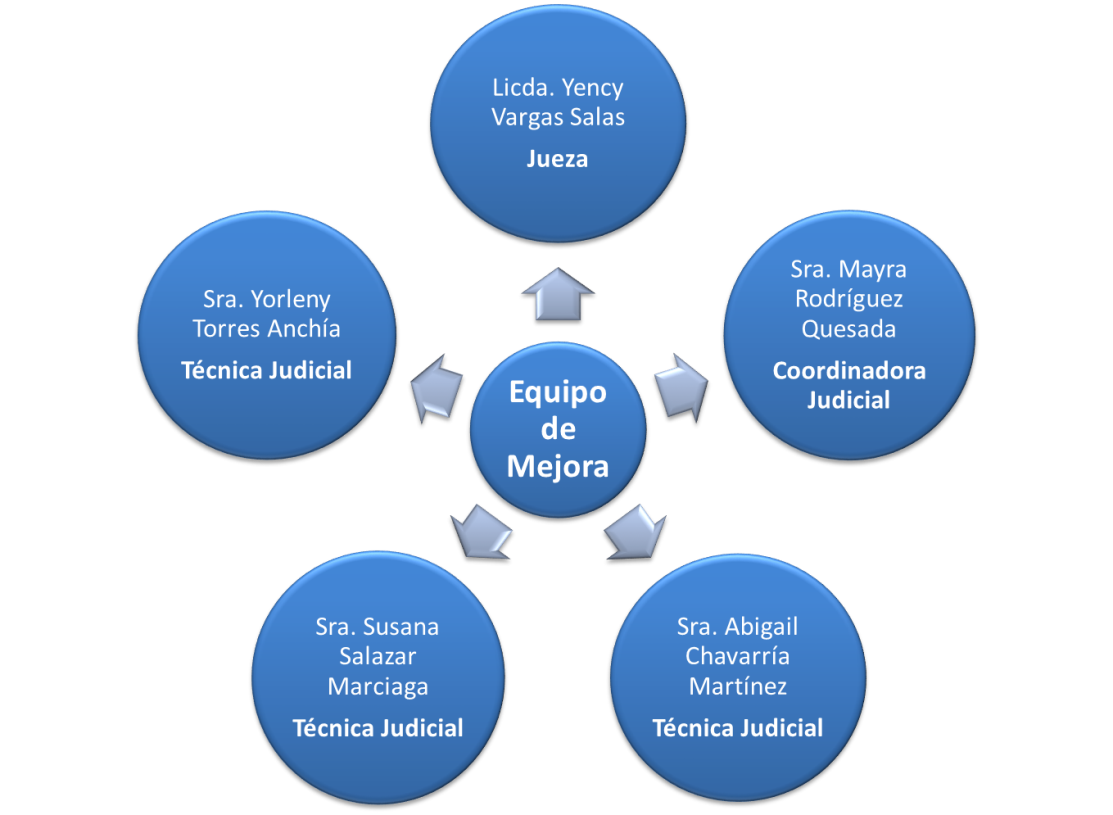 Licda. Yency
Vargas Salas
Jueza
Sra. Mayra
Rodríguez
Quesada
Coordinadora
Judicial
Sra. Abigail
Chavarría
Martínez
Técnica Judicial
Sra. Susana
Salazar
Marciaga
Técnica Judicial
Sra. Yorleny
Torres Anchía
Técnica Judicial
Equipo
de
Mejora